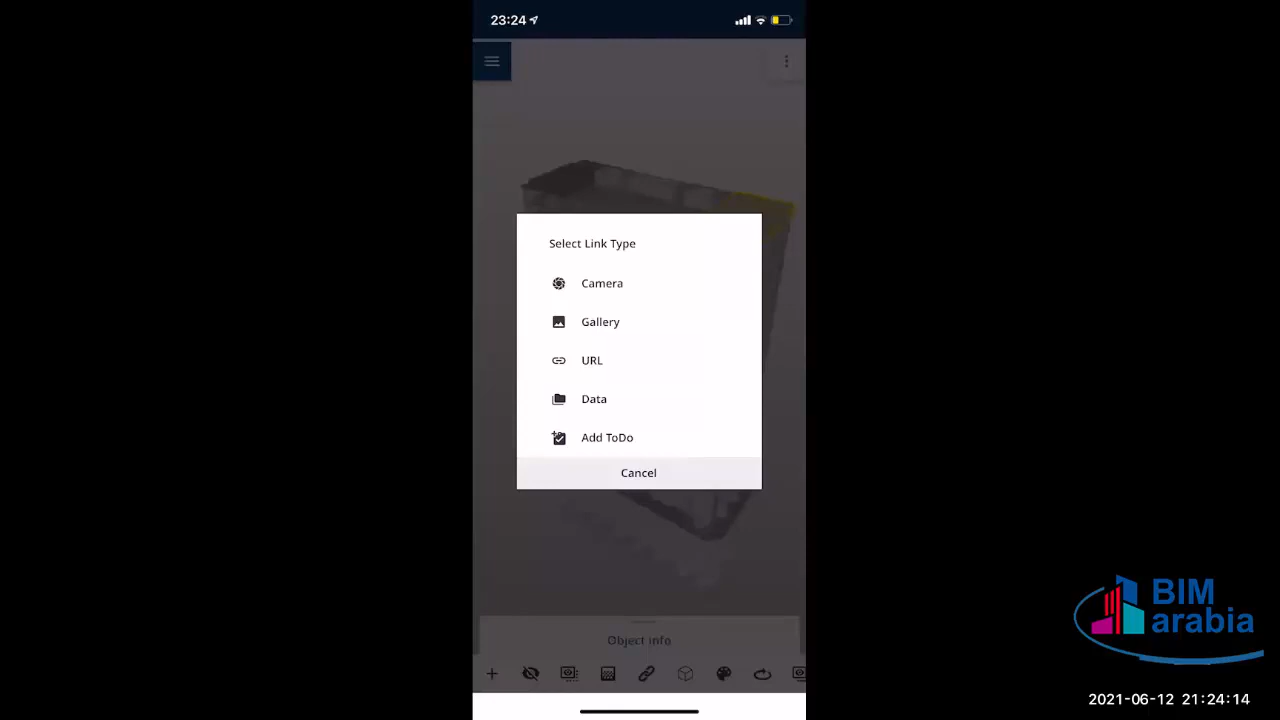 23:24
Select Link Type
Camera
Gallery
URL
Data
Add ToDo
Cancel
Object info
BIM
arabia
2021-06-12 21:24:14